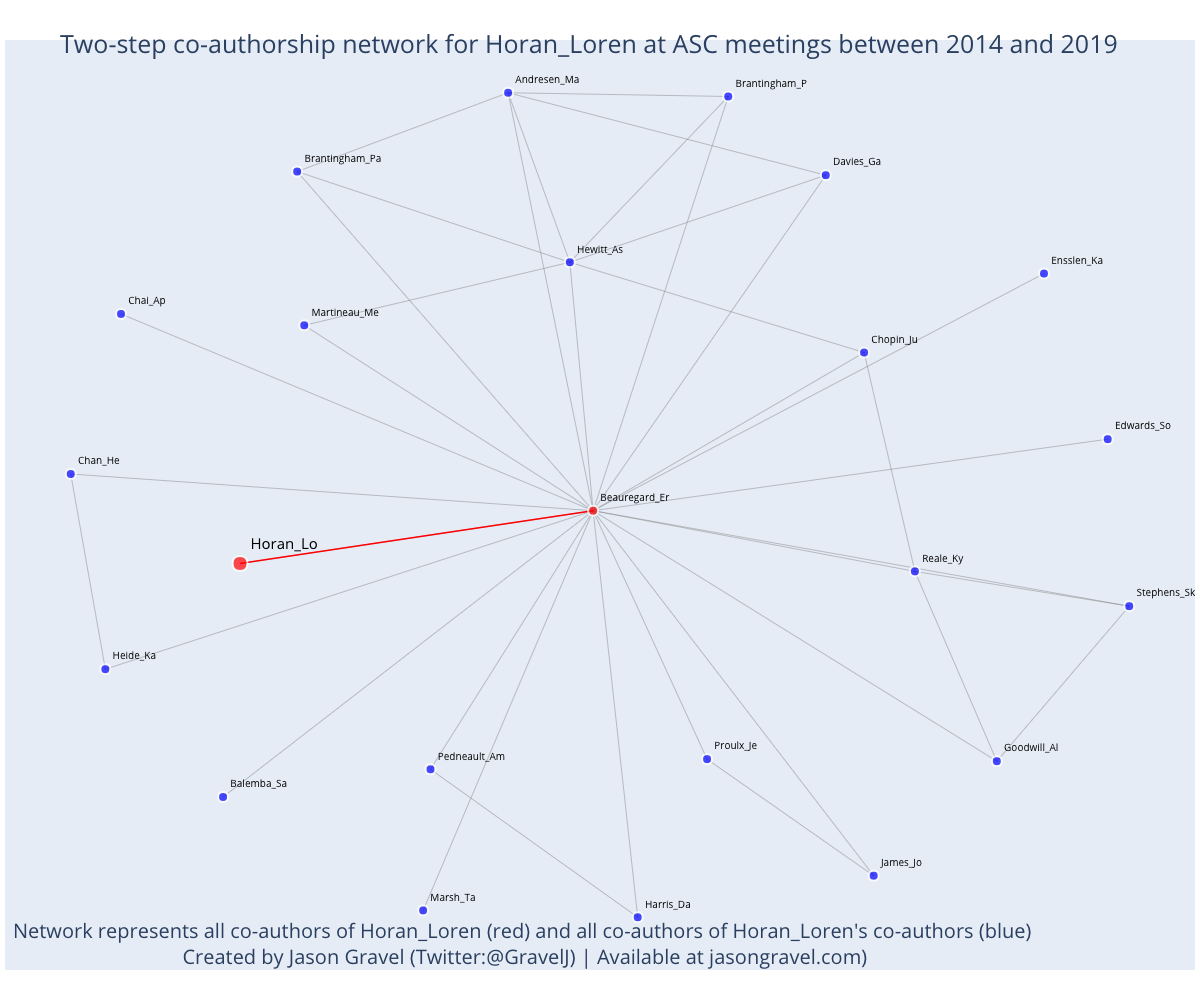 Two-step co-authorship network for Horan_Loren at ASC meetings between 2014 and 2019
Andresen_Ma
Brantingham_P
Brantingham_Pa
Davies_Ga
Hewitt_As
Ensslen_Ka
Chai_Ap
Martineau_Me
Chopin_Ju
Edwards_So
Chan_He
Beauregard_Er
Horan_Lo
Reale_Ky
Stephens_Sk
Heide_Ka
Proulx_Je
Goodwill_Al
Pedneault_Am
Balemba_Sa
James_Jo
Marsh_Ta
Harris_Da
Network represents all co-authors of Horan_Loren (red) and all co-authors of Horan_Loren's co-authors (blue)
Created by Jason Gravel (Twitter:@GravelJ) | Available at jasongravel.com)